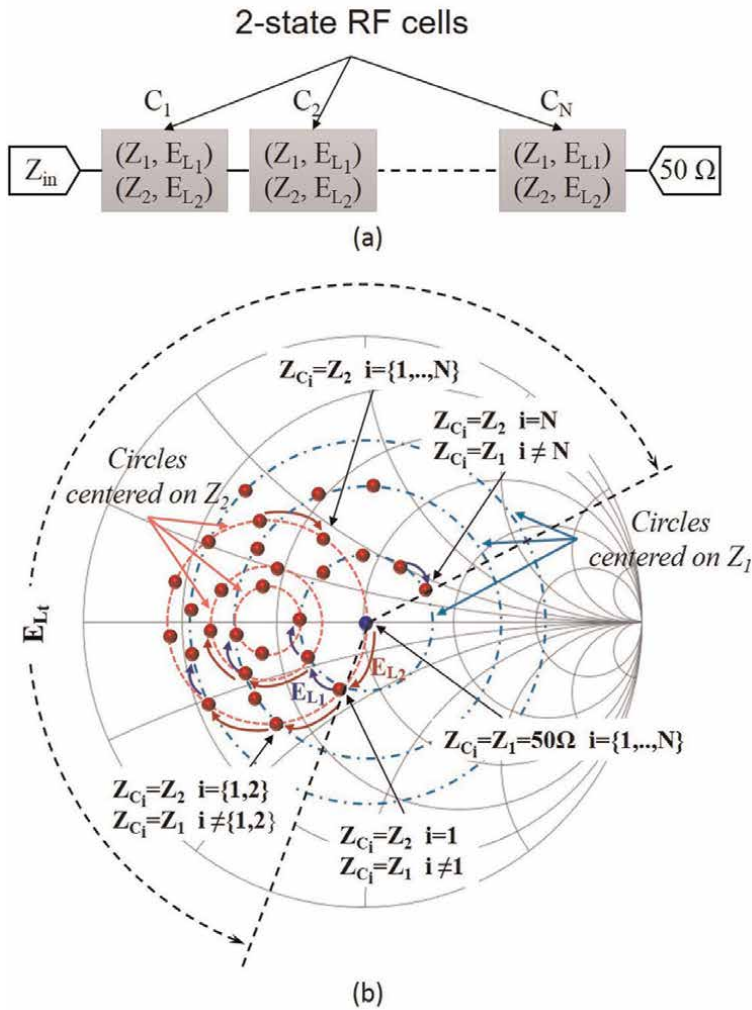 2-state RF cells
C1 C2 CN
Zin (Z1, EL1) (Z1, EL1) (Z1, EL1) 50 Ω
(Z2, EL2) (Z2, EL2) (Z2, EL2)
(a)
ZCi=Z2 i={1,..,N}
ZCi=Z2 i=N
ZCi=Z1 i ≠ N
Circles
centered on Z2
Circles
centered on Z1
ELt
EL2
EL1
ZCi=Z1=50Ω i={1,..,N}
ZCi=Z2 i={1,2}
ZCi=Z1 i ≠{1,2}
ZCi=Z2 i=1
ZCi=Z1 i ≠1
(b)